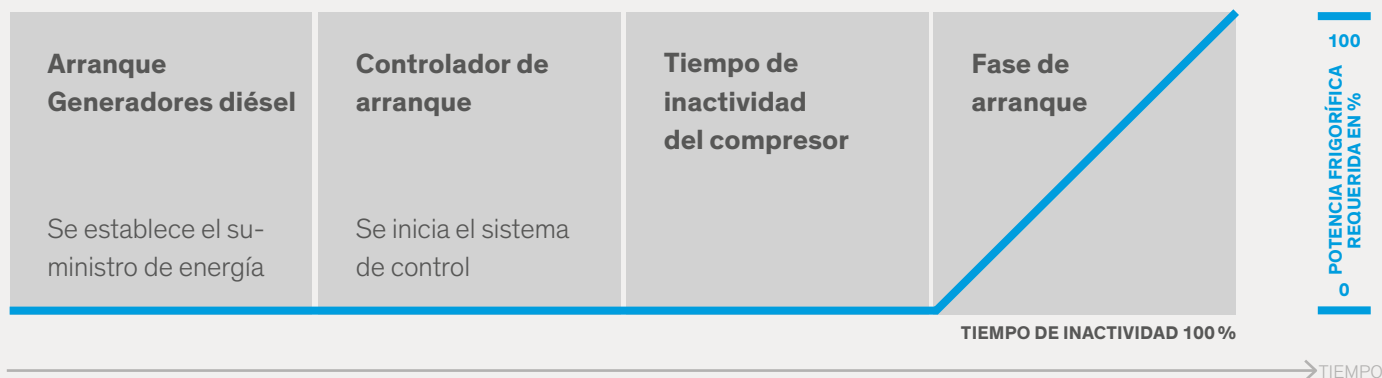 Arranque
Generadores diésel
Se establece el su-
ministro de energía
Controlador de
arranque
Se inicia el sistema
de control
Tiempo de
inactividad
del compresor
Fase de
arranque
TIEMPO DE INACTIVIDAD 100 %
100
POTENCIA FRIGORÍFICA
REQUERIDA EN %
0
TIEMPO